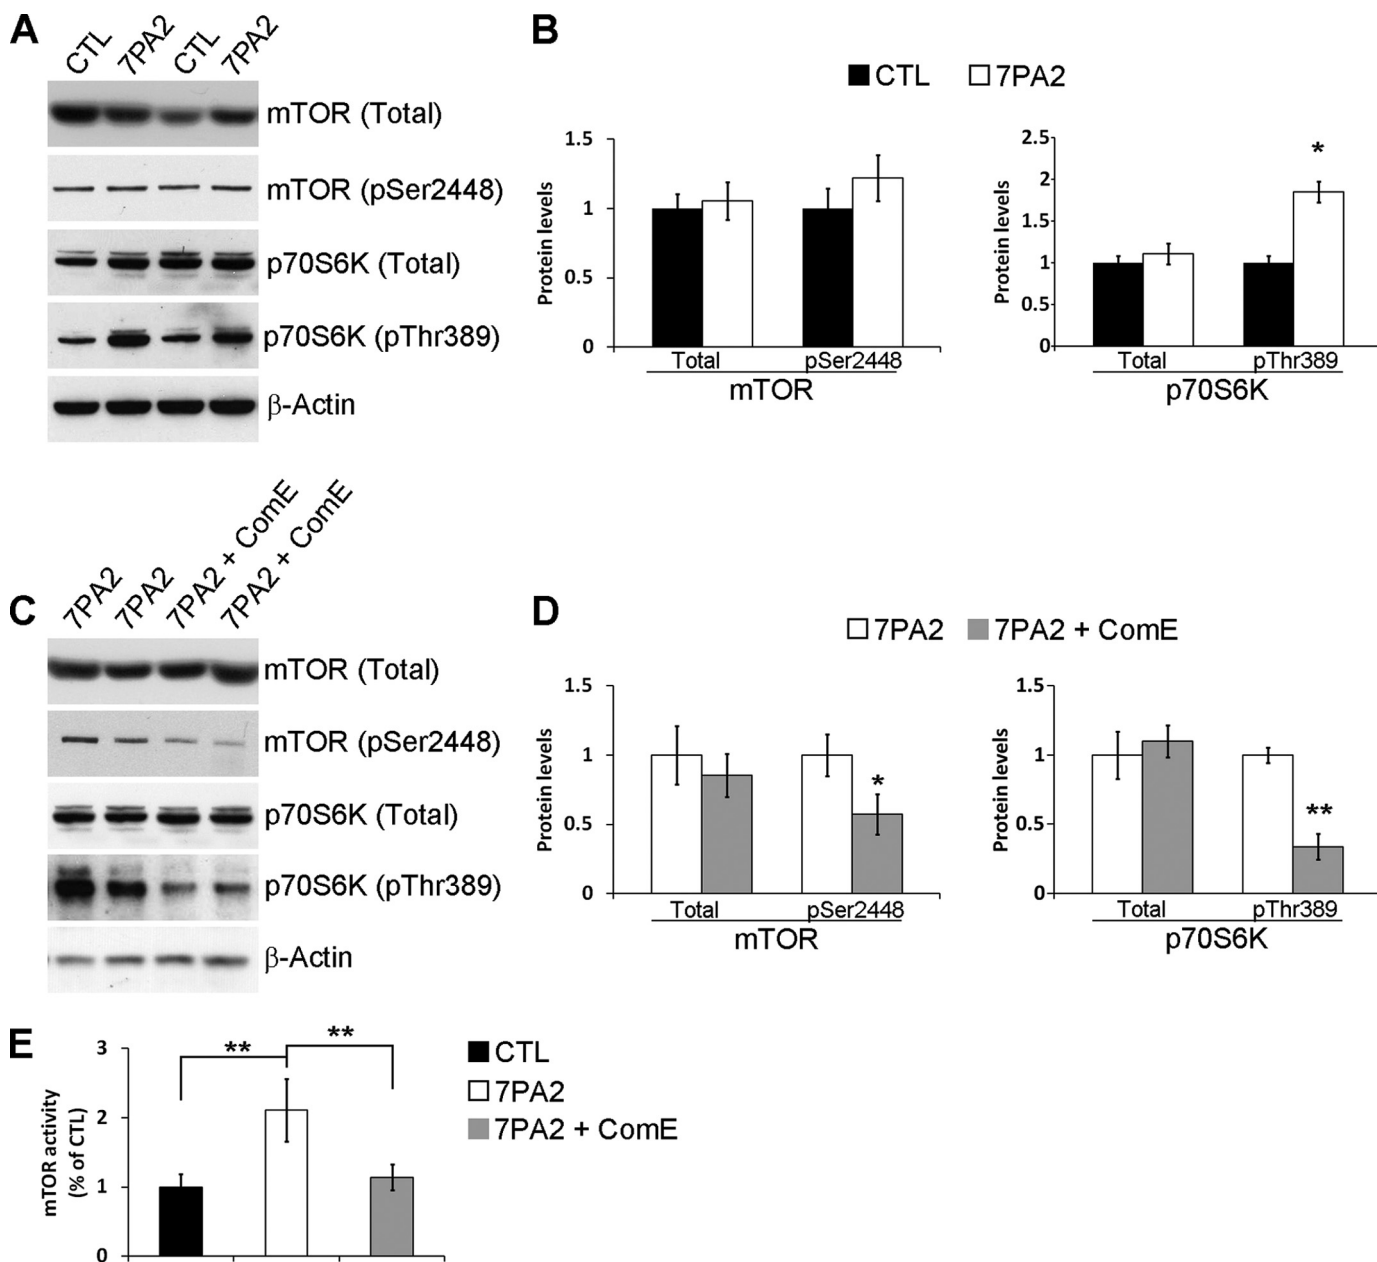 A
CTL 7PA2 CTL 7PA2
mTOR (Total)
mTOR (pSer2448)
p70S6K (Total)
p70S6K (pThr389)
β-Actin
B
CTL 7PA2
Protein levels
1.5
1
0.5
0
Total pSer2448
mTOR
Protein levels
2.5
2
1.5
1
0.5
0
*
Total pThr389
p70S6K
C
7PA2 7PA2 7PA2 + ComE 7PA2 + ComE
mTOR (Total)
mTOR (pSer2448)
p70S6K (Total)
p70S6K (pThr389)
β-Actin
D
7PA2 7PA2 + ComE
Protein levels
1.5
1
0.5
0
*
Total pSer2448
mTOR
Protein levels
1.5
1
0.5
0
**
Total pThr389
p70S6K
E
mTOR activity
(% of CTL)
3
2
1
0
** **
CTL
7PA2
7PA2 + ComE